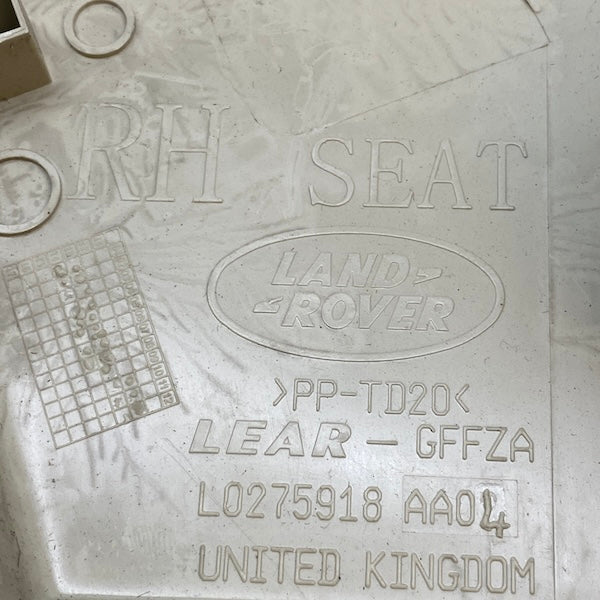 RH SEAT
LAND
ROVER
>PP-TD20<
LEAR - GFFZA
L0275918 AA04
UNITED KINGDOM